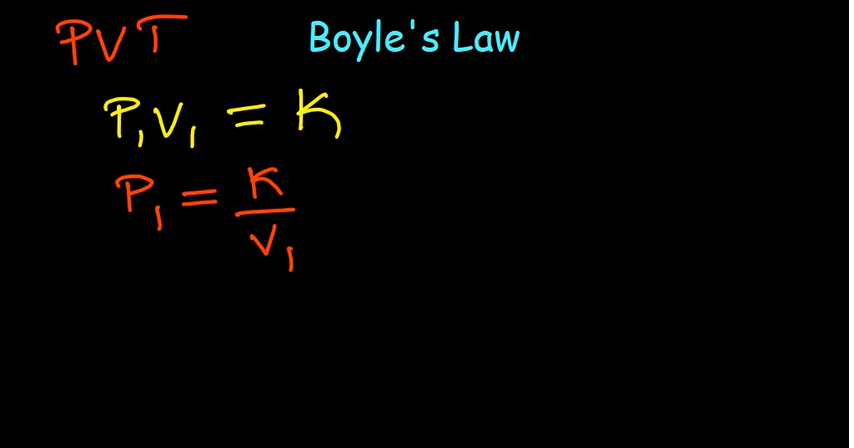 PVT Boyle's Law
P₁V₁ = K
P₁ = K / V₁